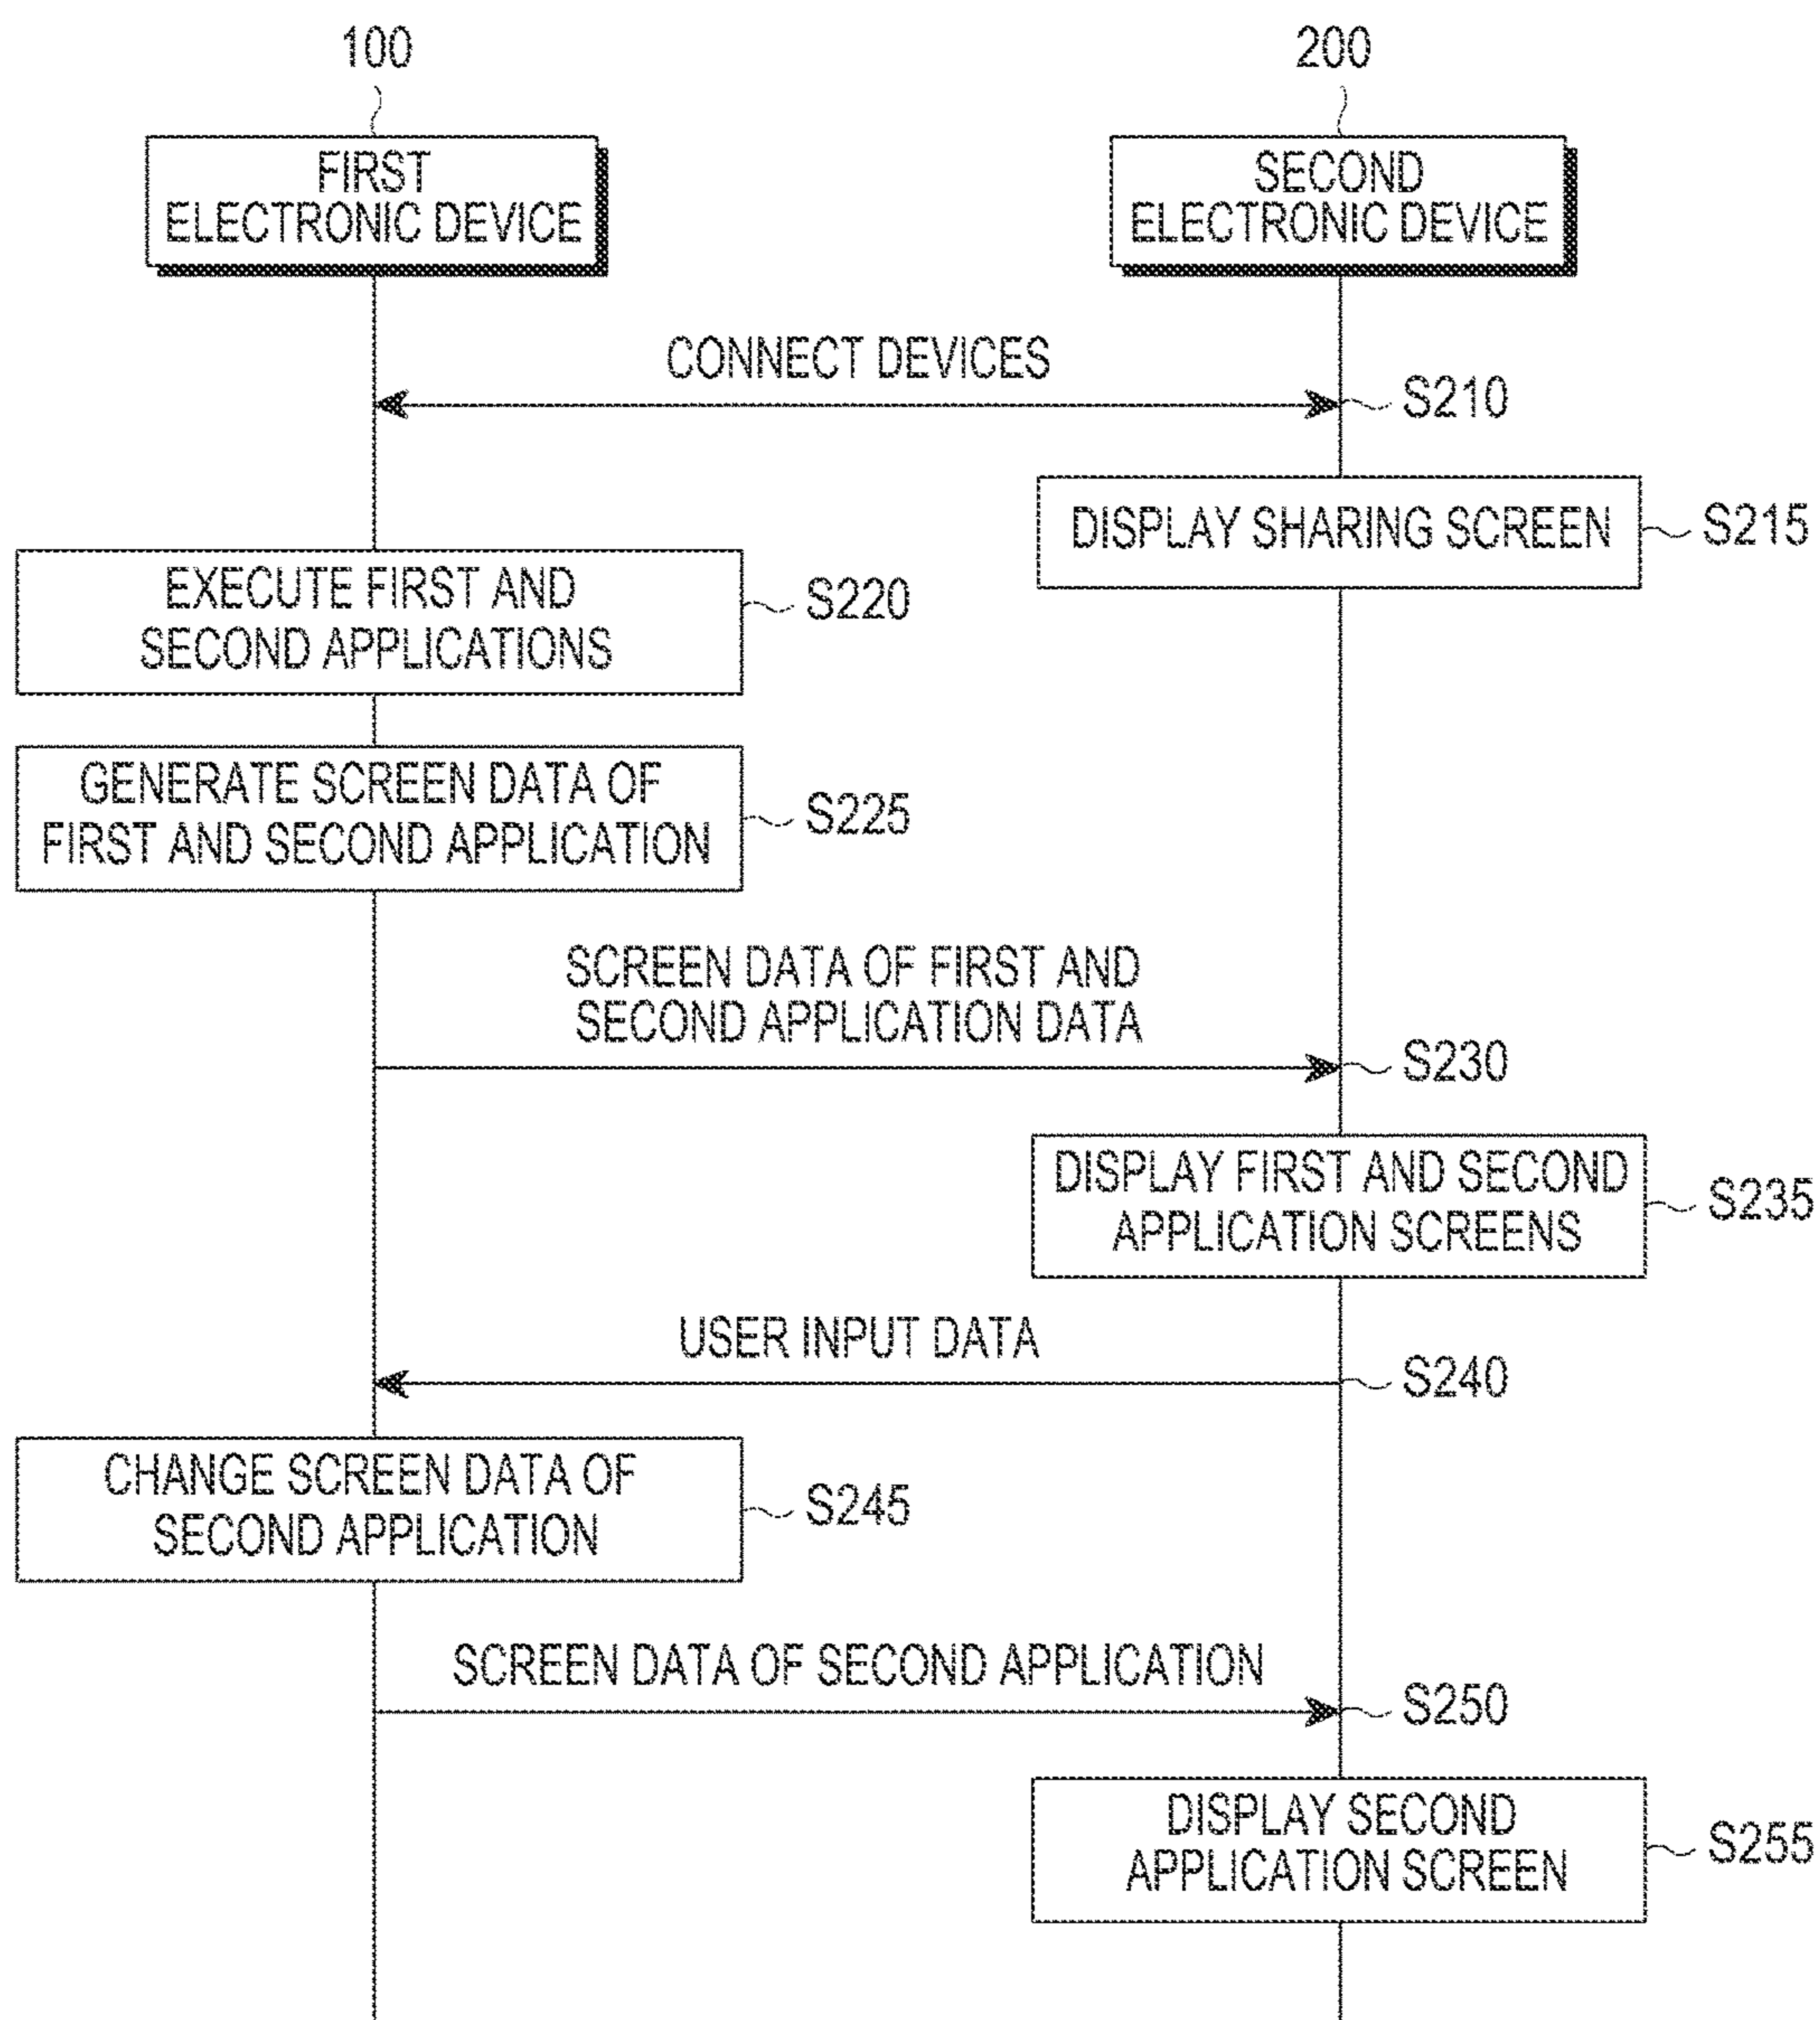 100
200
FIRST
ELECTRONIC DEVICE
SECOND
ELECTRONIC DEVICE
CONNECT DEVICES
S210
DISPLAY SHARING SCREEN
S215
EXECUTE FIRST AND
SECOND APPLICATIONS
S220
GENERATE SCREEN DATA OF
FIRST AND SECOND APPLICATION
S225
SCREEN DATA OF FIRST AND
SECOND APPLICATION DATA
S230
DISPLAY FIRST AND SECOND
APPLICATION SCREENS
S235
USER INPUT DATA
S240
CHANGE SCREEN DATA OF
SECOND APPLICATION
S245
SCREEN DATA OF SECOND APPLICATION
S250
DISPLAY SECOND
APPLICATION SCREEN
S255